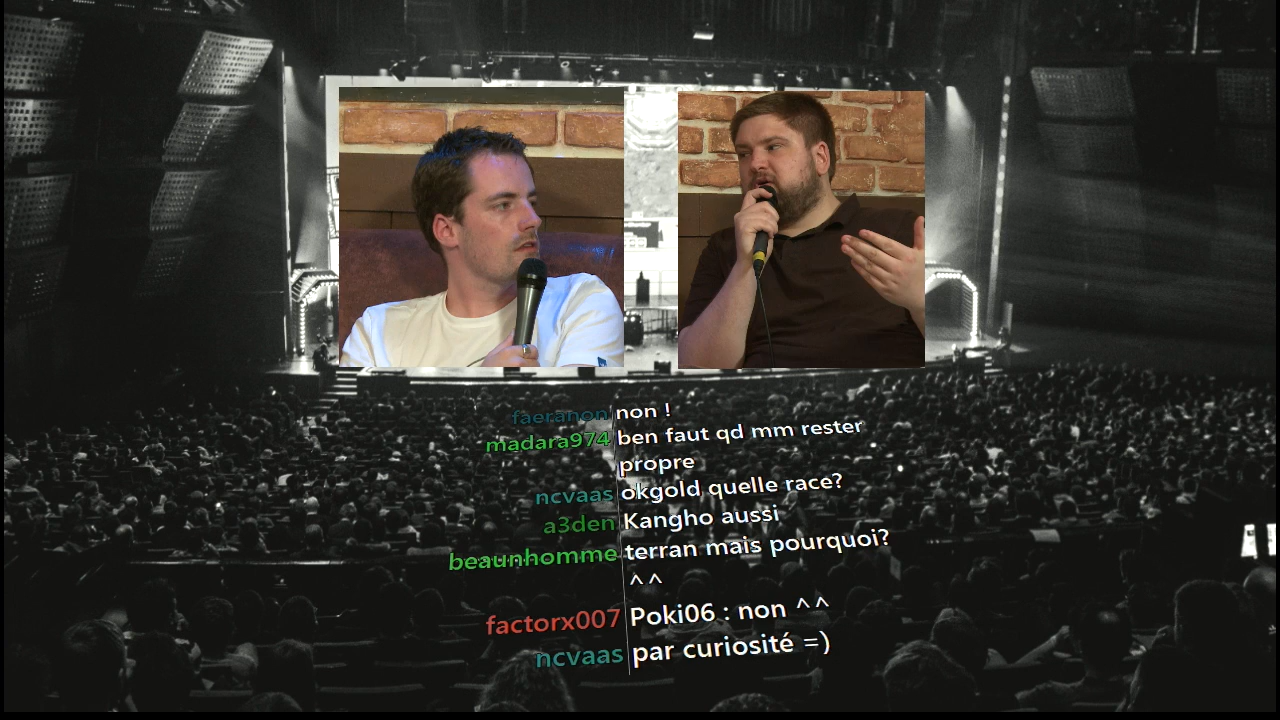 faeranon non !
madara974 ben faut qd mm rester
propre
ncvaas okgold quelle race?
a3den Kangho aussi
beaunhomme terran mais pourquoi?
^^
factorx007 Poki06 : non ^^
ncvaas par curiosité =)